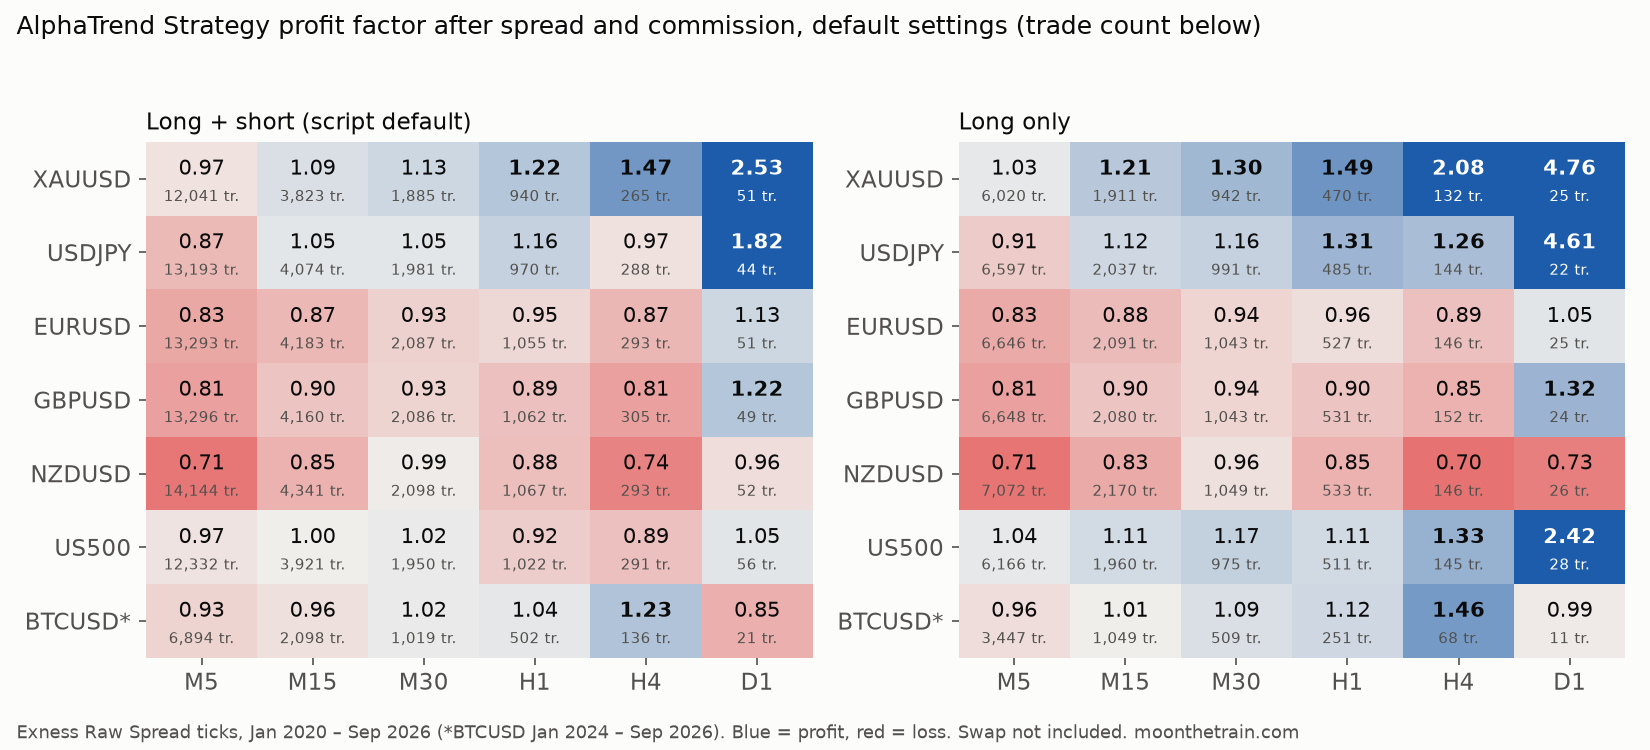 AlphaTrend Strategy profit factor after spread and commission, default settings (trade count below)
Long + short (script default)
XAUUSD 0.97 1.09 1.13 1.22 1.47 2.53
12,041 tr. 3,823 tr. 1,885 tr. 940 tr. 265 tr. 51 tr.
USDJPY 0.87 1.05 1.05 1.16 0.97 1.82
13,193 tr. 4,074 tr. 1,981 tr. 970 tr. 288 tr. 44 tr.
EURUSD 0.83 0.87 0.93 0.95 0.87 1.13
13,293 tr. 4,183 tr. 2,087 tr. 1,055 tr. 293 tr. 51 tr.
GBPUSD 0.81 0.90 0.93 0.89 0.81 1.22
13,296 tr. 4,160 tr. 2,086 tr. 1,062 tr. 305 tr. 49 tr.
NZDUSD 0.71 0.85 0.99 0.88 0.74 0.96
14,144 tr. 4,341 tr. 2,098 tr. 1,067 tr. 293 tr. 52 tr.
US500 0.97 1.00 1.02 0.92 0.89 1.05
12,332 tr. 3,921 tr. 1,950 tr. 1,022 tr. 291 tr. 56 tr.
BTCUSD* 0.93 0.96 1.02 1.04 1.23 0.85
6,894 tr. 2,098 tr. 1,019 tr. 502 tr. 136 tr. 21 tr.
M5 M15 M30 H1 H4 D1
Long only
XAUUSD 1.03 1.21 1.30 1.49 2.08 4.76
6,020 tr. 1,911 tr. 942 tr. 470 tr. 132 tr. 25 tr.
USDJPY 0.91 1.12 1.16 1.31 1.26 4.61
6,597 tr. 2,037 tr. 991 tr. 485 tr. 144 tr. 22 tr.
EURUSD 0.83 0.88 0.94 0.96 0.89 1.05
6,646 tr. 2,091 tr. 1,043 tr. 527 tr. 146 tr. 25 tr.
GBPUSD 0.81 0.90 0.94 0.90 0.85 1.32
6,648 tr. 2,080 tr. 1,043 tr. 531 tr. 152 tr. 24 tr.
NZDUSD 0.71 0.83 0.96 0.85 0.70 0.73
7,072 tr. 2,170 tr. 1,049 tr. 533 tr. 146 tr. 26 tr.
US500 1.04 1.11 1.17 1.11 1.33 2.42
6,166 tr. 1,960 tr. 975 tr. 511 tr. 145 tr. 28 tr.
BTCUSD* 0.96 1.01 1.09 1.12 1.46 0.99
3,447 tr. 1,049 tr. 509 tr. 251 tr. 68 tr. 11 tr.
M5 M15 M30 H1 H4 D1
Exness Raw Spread ticks, Jan 2020 – Sep 2026 (*BTCUSD Jan 2024 – Sep 2026). Blue = profit, red = loss. Swap not included. moonthetrain.com